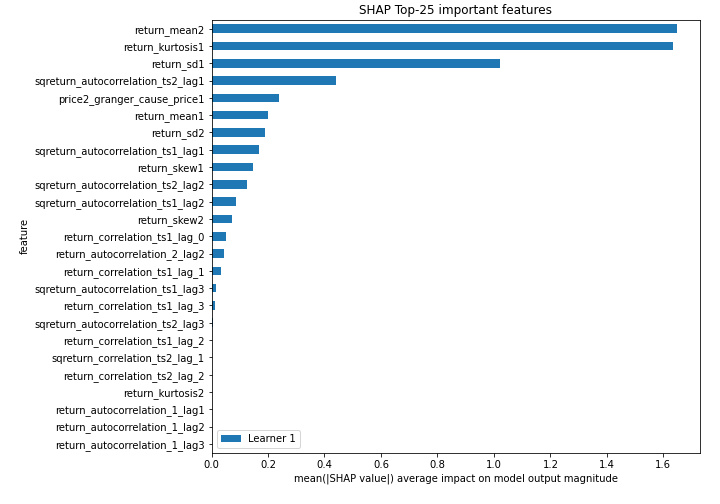 SHAP Top-25 important features
return_mean2
return_kurtosis1
return_sd1
sqreturn_autocorrelation_ts2_lag1
price2_granger_cause_price1
return_mean1
return_sd2
sqreturn_autocorrelation_ts1_lag1
return_skew1
sqreturn_autocorrelation_ts2_lag2
sqreturn_autocorrelation_ts1_lag2
return_skew2
return_correlation_ts1_lag_0
return_autocorrelation_2_lag2
return_correlation_ts1_lag_1
sqreturn_autocorrelation_ts1_lag3
return_correlation_ts1_lag_3
sqreturn_autocorrelation_ts2_lag3
return_correlation_ts1_lag_2
sqreturn_correlation_ts2_lag_1
return_correlation_ts2_lag_2
return_kurtosis2
return_autocorrelation_1_lag1
return_autocorrelation_1_lag2
return_autocorrelation_1_lag3
feature
Learner 1
0.0 0.2 0.4 0.6 0.8 1.0 1.2 1.4 1.6
mean(|SHAP value|) average impact on model output magnitude